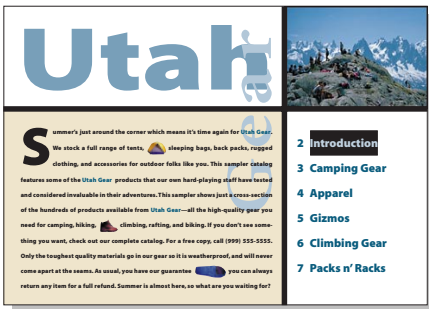 Utah
Gear
Summer's just around the corner which means it's time again for Utah Gear.
We stock a full range of tents, sleeping bags, back packs, rugged
clothing, and accessories for outdoor folks like you. This sampler catalog
features some of the Utah Gear products that our own hard-playing staff have tested
and considered invaluable in their adventures. This sampler shows just a cross-section
of the hundreds of products available from Utah Gear—all the high-quality gear you
need for camping, hiking, climbing, rafting, and biking. If you don't see some-
thing you want, check out our complete catalog. For a free copy, call (999) 555-5555.
Only the toughest quality materials go in our gear so it is weatherproof, and will never
come apart at the seams. As usual, you have our guarantee you can always
return any item for a full refund. Summer is almost here, so what are you waiting for?
2 Introduction
3 Camping Gear
4 Apparel
5 Gizmos
6 Climbing Gear
7 Packs n' Racks